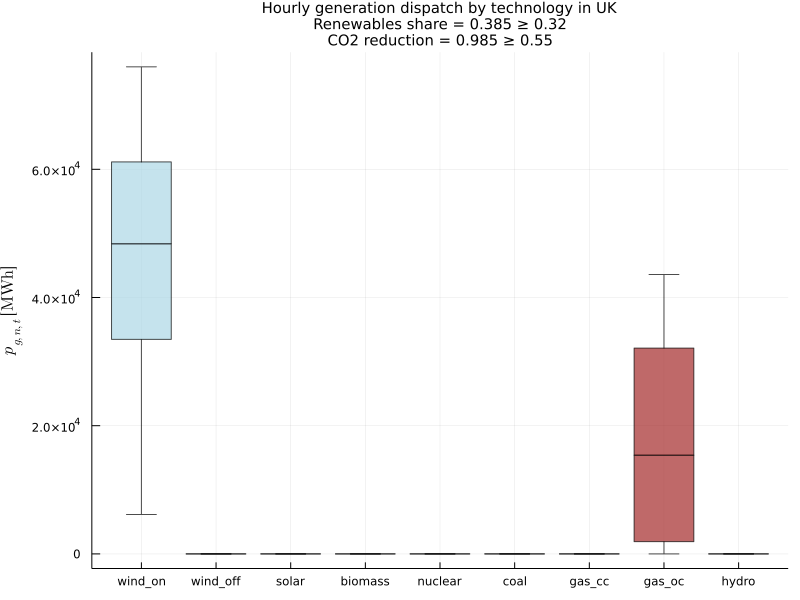 Hourly generation dispatch by technology in UK
Renewables share = 0.385 ≥ 0.32
CO2 reduction = 0.985 ≥ 0.55
p_{g,n,t} [MWh]
6.0×10⁴
4.0×10⁴
2.0×10⁴
0
wind_on wind_off solar biomass nuclear coal gas_cc gas_oc hydro